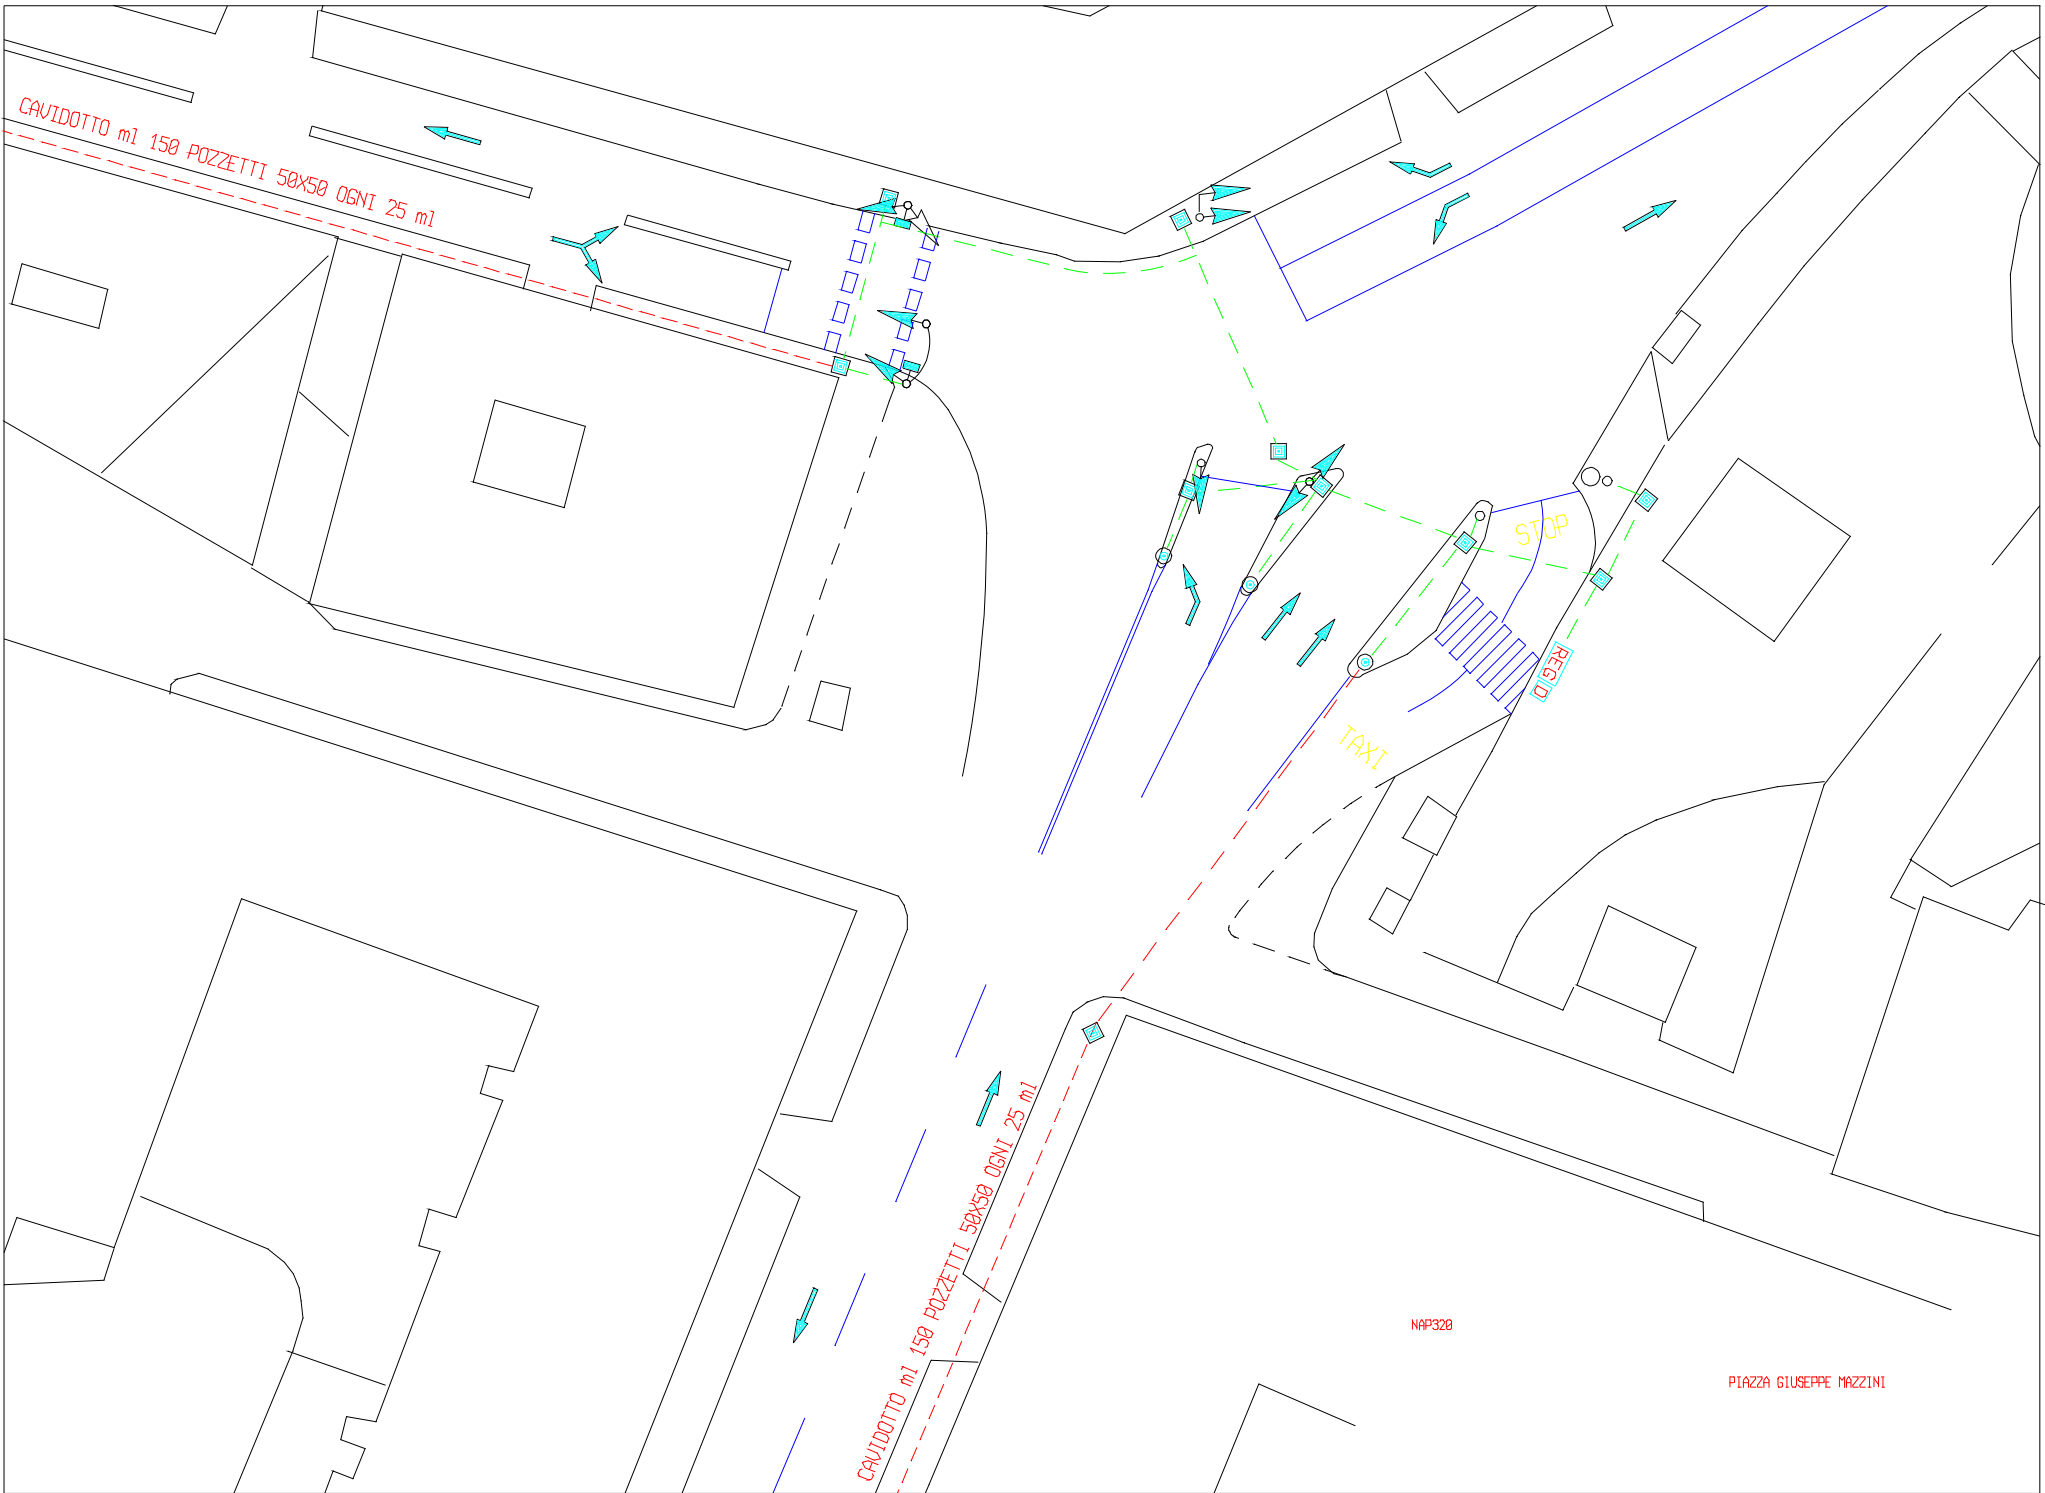 CAVIDOTTO ml 150 POZZETTI 50X50 OGNI 25 ml
STOP
REG D
TAXI
CAVIDOTTO ml 150 POZZETTI 50X50 OGNI 25 ml
NAP320
PIAZZA GIUSEPPE MAZZINI